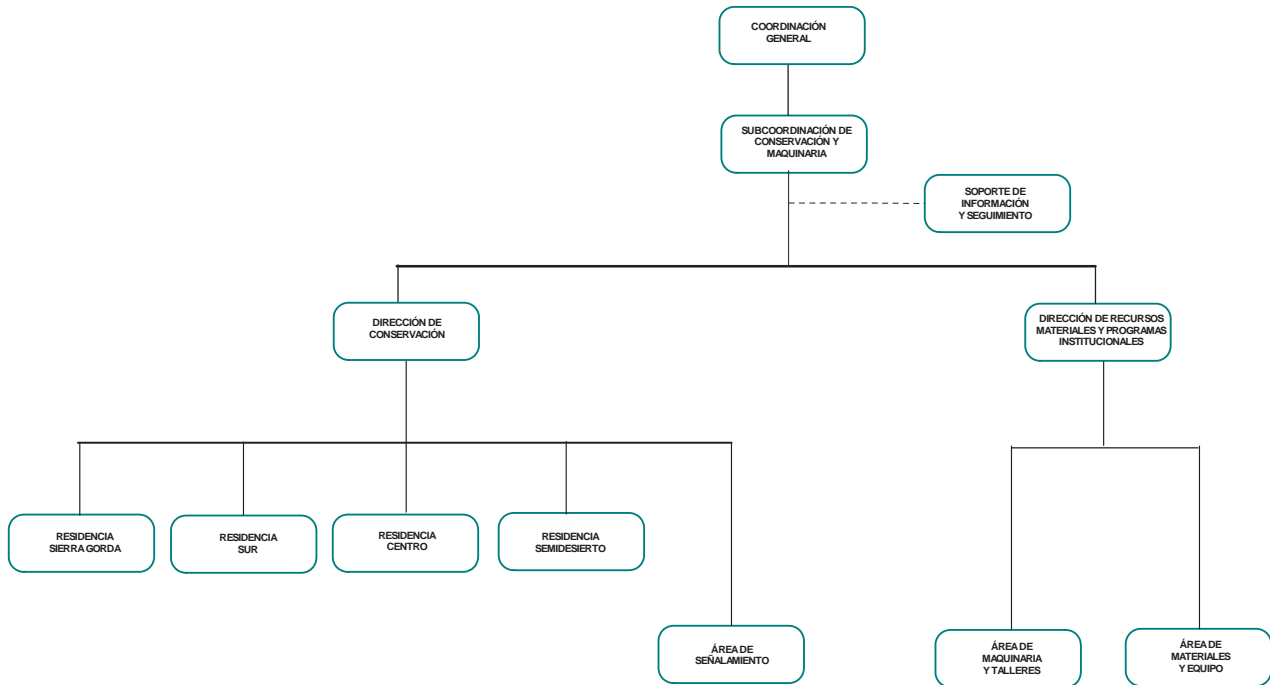 COORDINACIÓN
GENERAL
SUBCOORDINACIÓN DE
CONSERVACIÓN Y
MAQUINARIA
SOPORTE DE
INFORMACIÓN
Y SEGUIMIENTO
DIRECCIÓN DE
CONSERVACIÓN
DIRECCIÓN DE RECURSOS
MATERIALES Y PROGRAMAS
INSTITUCIONALES
RESIDENCIA
SIERRA GORDA
RESIDENCIA
SUR
RESIDENCIA
CENTRO
RESIDENCIA
SEMIDESIERTO
ÁREA DE
SEÑALAMIENTO
ÁREA DE
MAQUINARIA
Y TALLERES
ÁREA DE
MATERIALES
Y EQUIPO